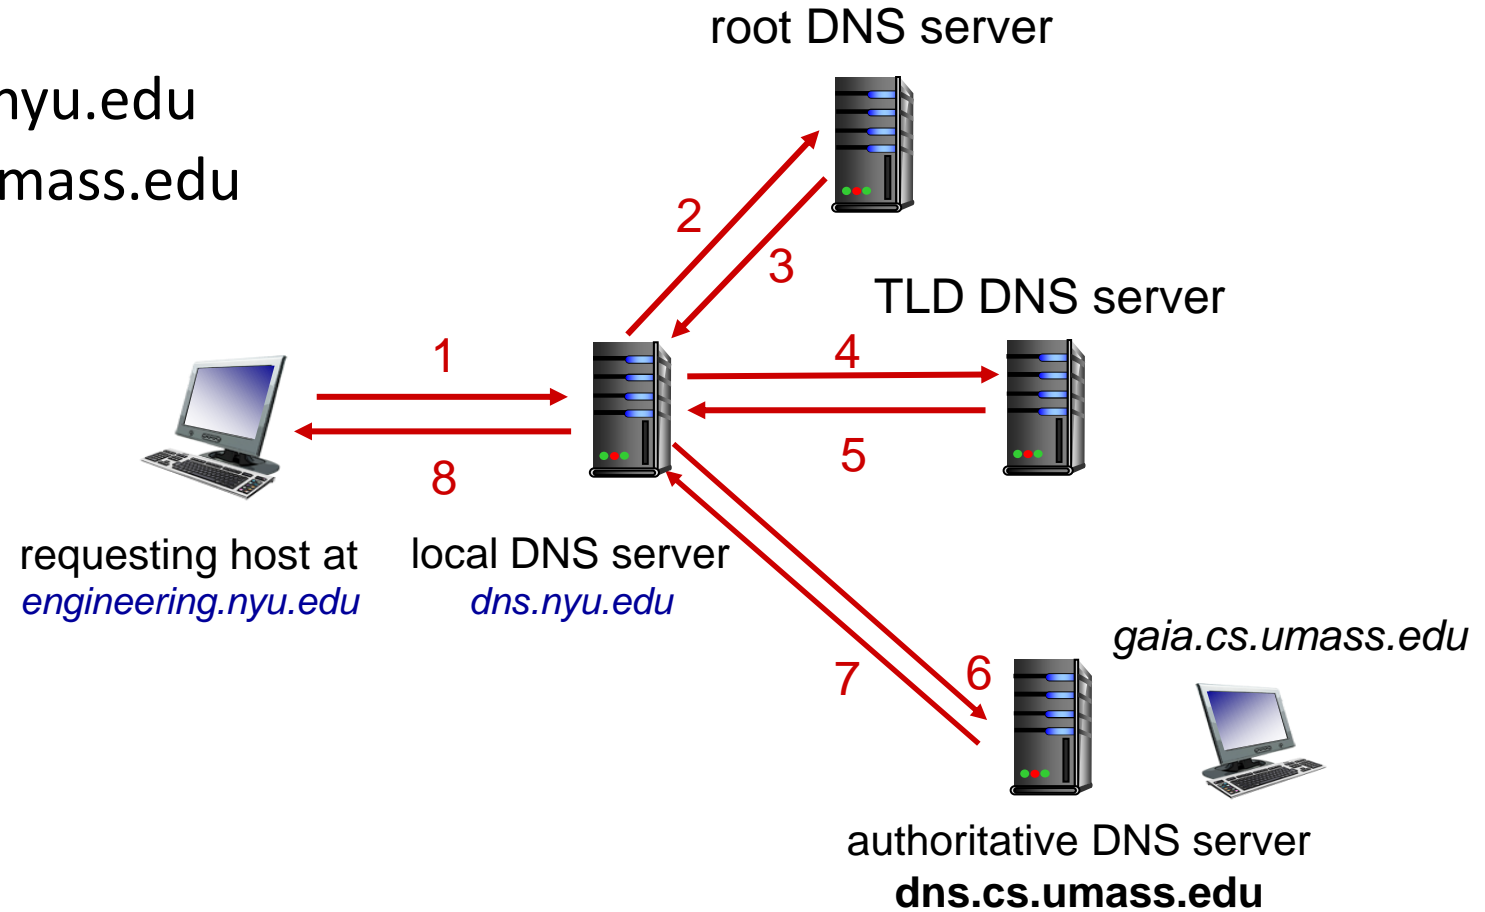 root DNS server
nyu.edu
mass.edu
2
3
TLD DNS server
1
4
8
5
requesting host at
engineering.nyu.edu
local DNS server
dns.nyu.edu
gaia.cs.umass.edu
7
6
authoritative DNS server
dns.cs.umass.edu